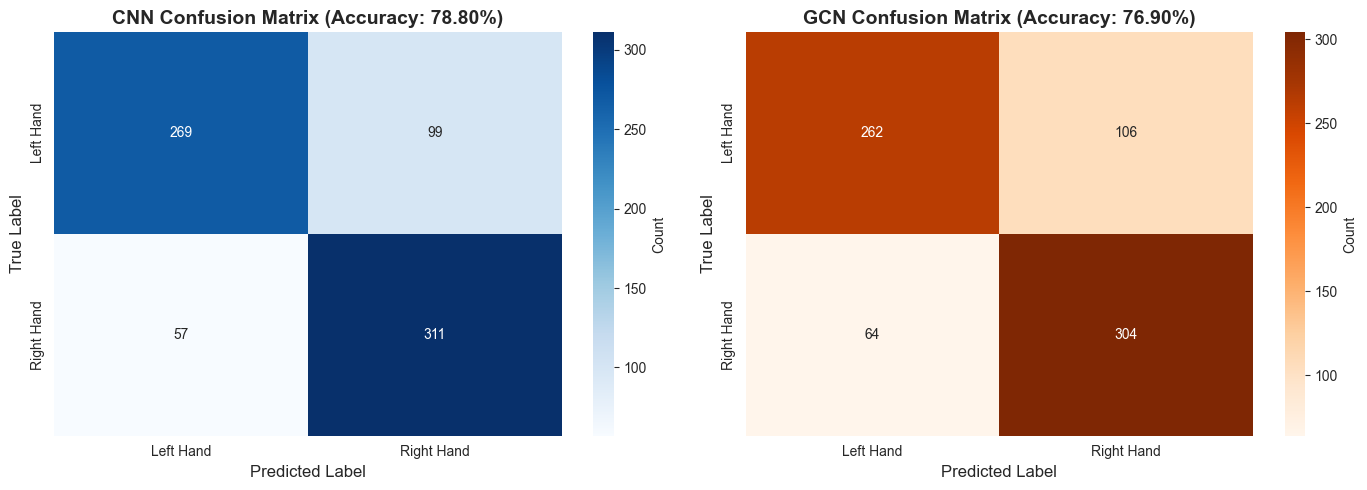 CNN Confusion Matrix (Accuracy: 78.80%)
True Label
Left Hand
Right Hand
269
99
57
311
Left Hand
Right Hand
Predicted Label
300
250
200
150
100
Count
GCN Confusion Matrix (Accuracy: 76.90%)
True Label
Left Hand
Right Hand
262
106
64
304
Left Hand
Right Hand
Predicted Label
300
250
200
150
100
Count